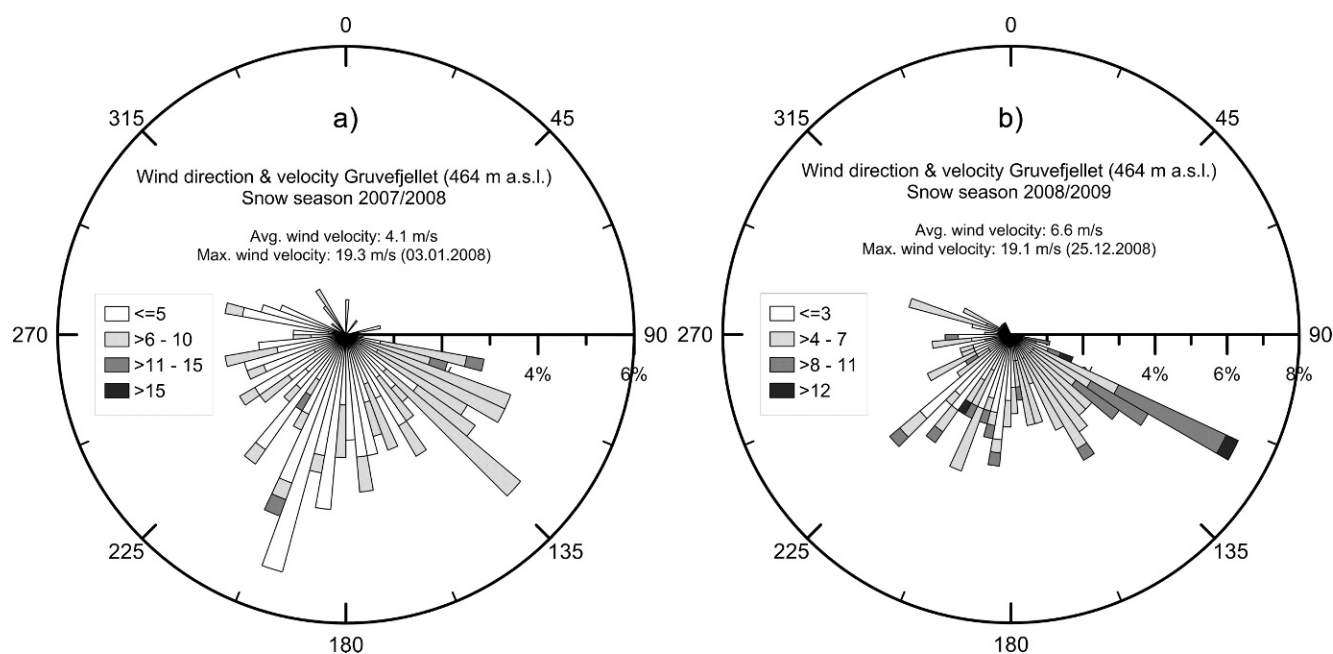 0
315
45
a)
Wind direction & velocity Gruvefjellet (464 m a.s.l.)
Snow season 2007/2008
Avg. wind velocity: 4.1 m/s
Max. wind velocity: 19.3 m/s (03.01.2008)
<=5
>6 - 10
>11 - 15
>15
270
90
2%
4%
6%
225
135
180
0
315
45
b)
Wind direction & velocity Gruvefjellet (464 m a.s.l.)
Snow season 2008/2009
Avg. wind velocity: 6.6 m/s
Max. wind velocity: 19.1 m/s (25.12.2008)
<=3
>4 - 7
>8 - 11
>12
270
90
2%
4%
6%
8%
225
135
180